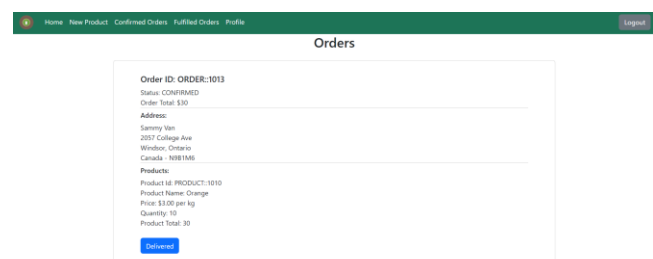 Home New Product Confirmed Orders Fulfilled Orders Profile Logout
Orders
Order ID: ORDER::1013
Status: CONFIRMED
Order Total: $30
Address:
Sammy Van
2057 College Ave
Windsor, Ontario
Canada - N9B1M6
Products:
Product Id: PRODUCT::1010
Product Name: Orange
Price: $3.00 per kg
Quantity: 10
Product Total: 30
Delivered